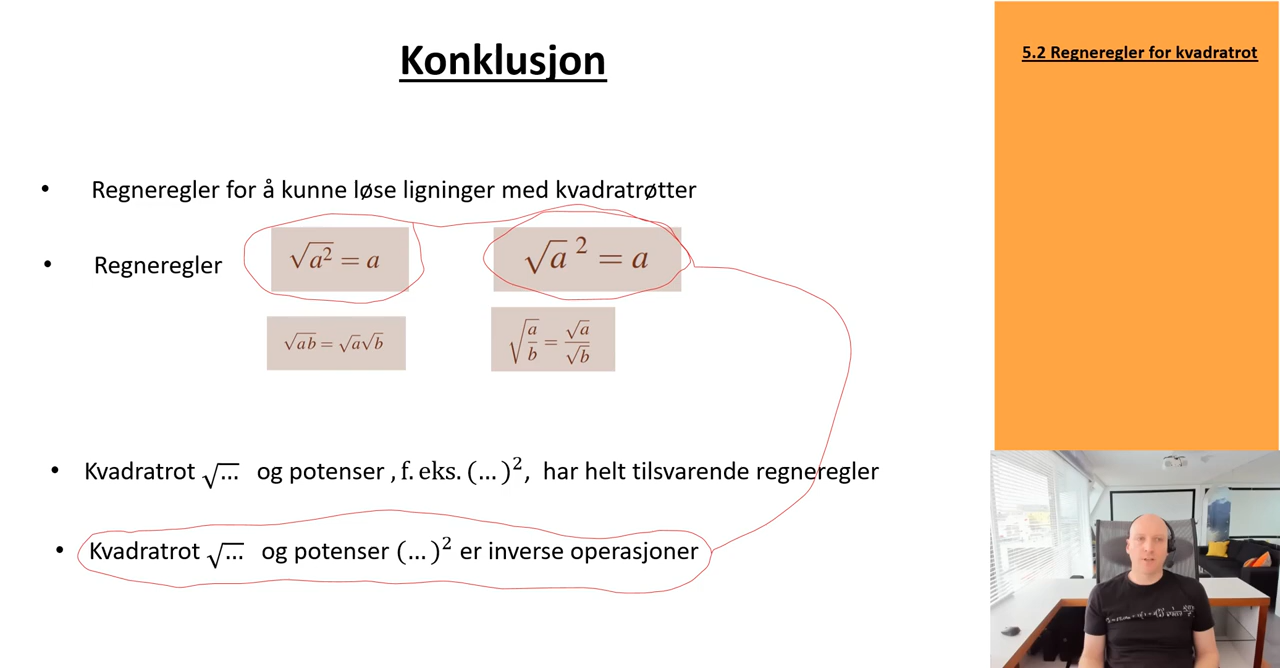 Konklusjon
5.2 Regneregler for kvadratrot
• Regneregler for å kunne løse ligninger med kvadratrøtter
• Regneregler √a² = a √a ² = a
√ab = √a√b √(a/b) = √a/√b
• Kvadratrot √... og potenser , f. eks. (...)², har helt tilsvarende regneregler
• Kvadratrot √... og potenser (...)² er inverse operasjoner